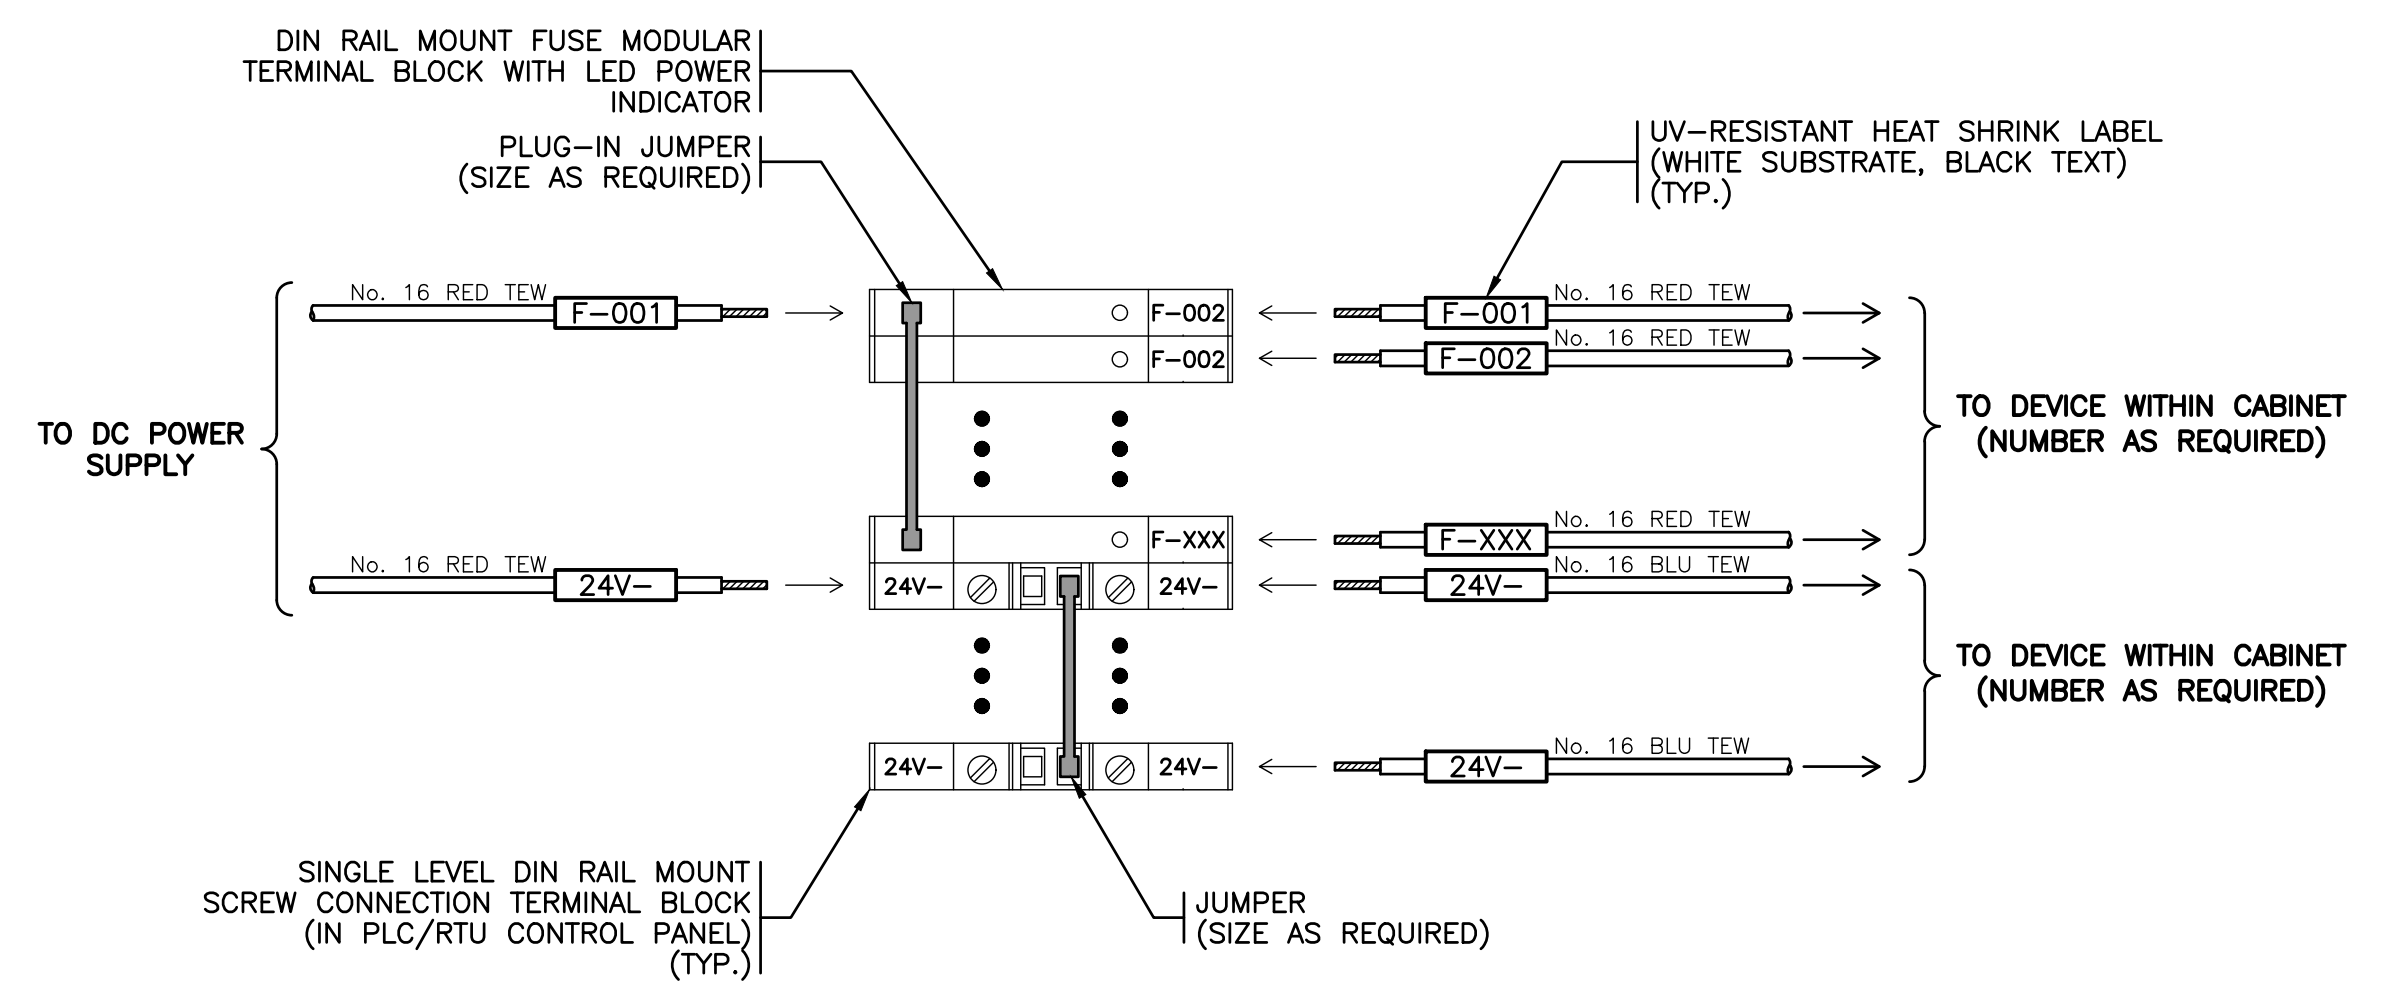 DIN RAIL MOUNT FUSE MODULAR
TERMINAL BLOCK WITH LED POWER
INDICATOR
PLUG-IN JUMPER
(SIZE AS REQUIRED)
UV-RESISTANT HEAT SHRINK LABEL
(WHITE SUBSTRATE, BLACK TEXT)
(TYP.)
No. 16 RED TEW
F-001
F-002
F-001
No. 16 RED TEW
F-002
F-002
No. 16 RED TEW
TO DC POWER
SUPPLY
TO DEVICE WITHIN CABINET
(NUMBER AS REQUIRED)
F-XXX
F-XXX
No. 16 RED TEW
No. 16 RED TEW
24V-
24V-
24V-
24V-
No. 16 BLU TEW
TO DEVICE WITHIN CABINET
(NUMBER AS REQUIRED)
24V-
24V-
24V-
No. 16 BLU TEW
SINGLE LEVEL DIN RAIL MOUNT
SCREW CONNECTION TERMINAL BLOCK
(IN PLC/RTU CONTROL PANEL)
(TYP.)
JUMPER
(SIZE AS REQUIRED)